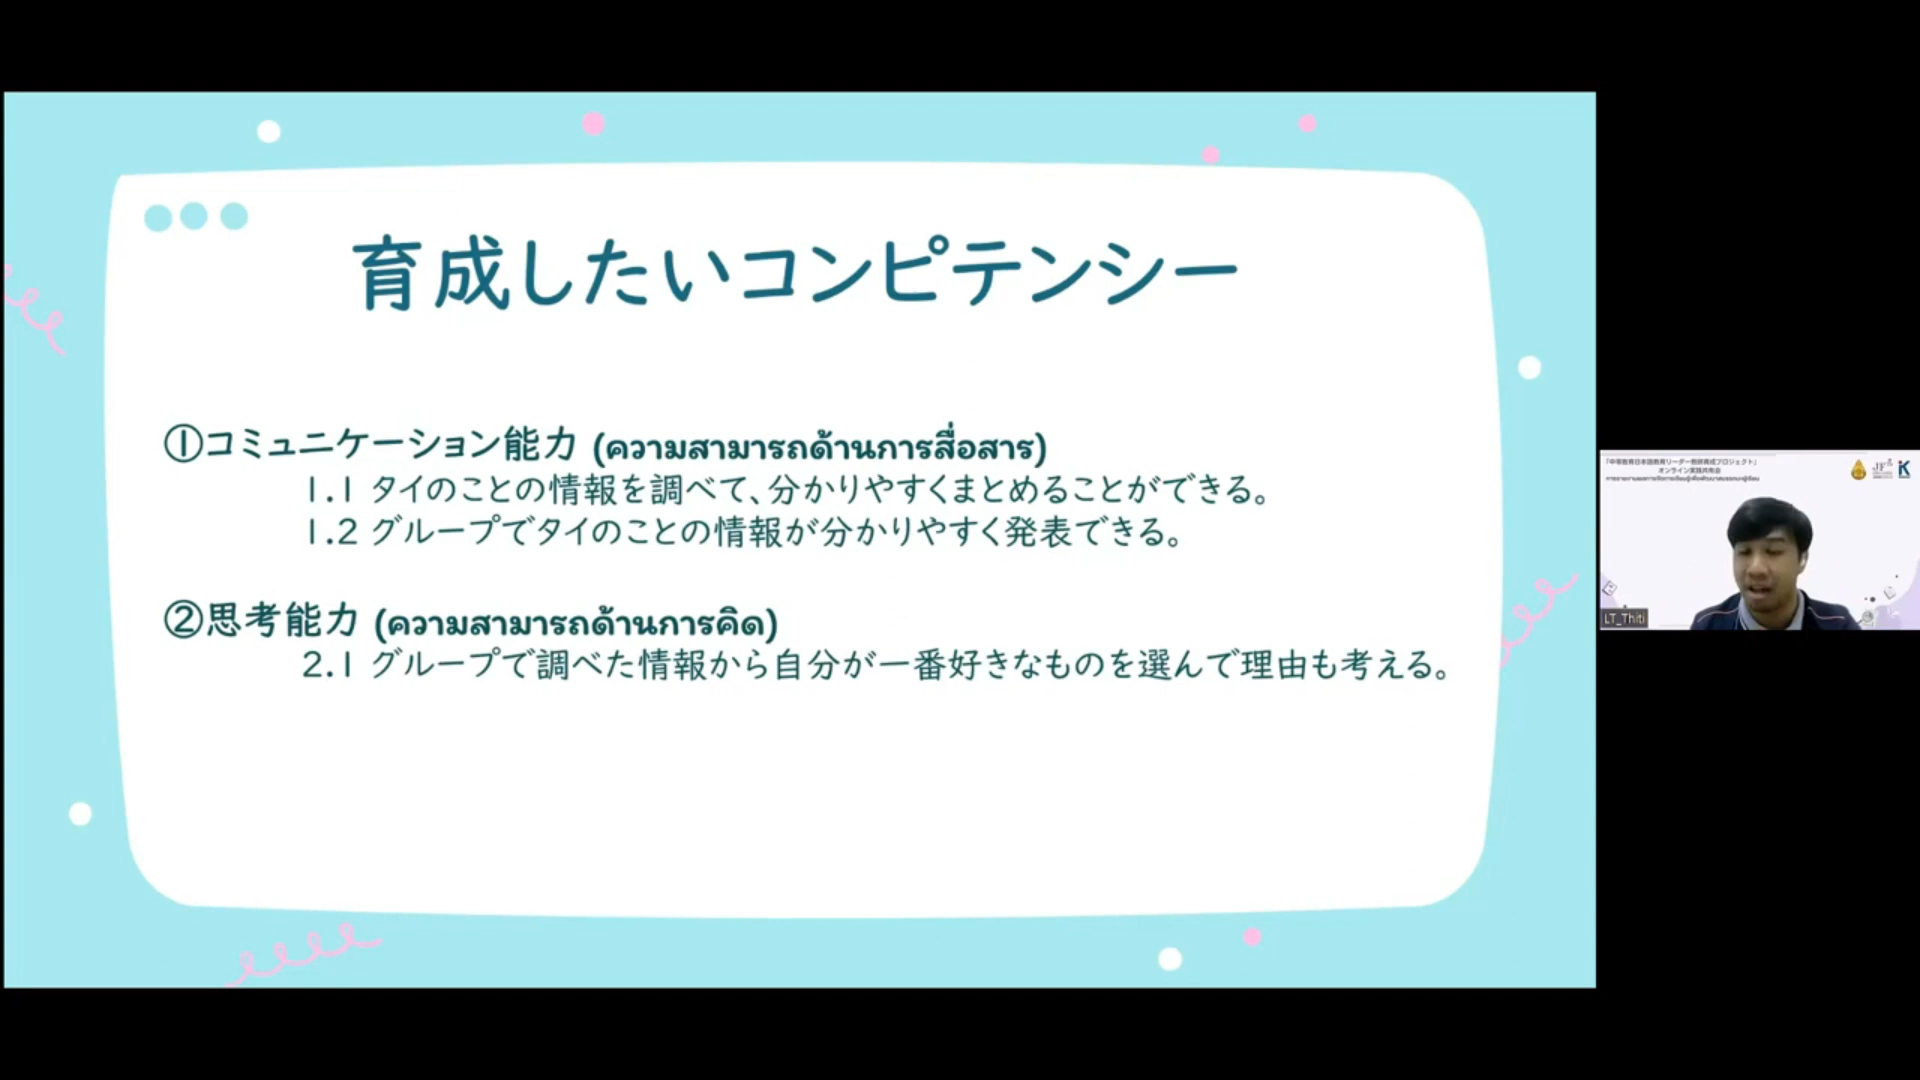 育成したいコンピテンシー
①コミュニケーション能力 (ความสามารถด้านการสื่อสาร)
1.1 タイのことの情報を調べて、分かりやすくまとめることができる。
1.2 グループでタイのことの情報が分かりやすく発表できる。
②思考能力 (ความสามารถด้านการคิด)
2.1 グループで調べた情報から自分が一番好きなものを選んで理由も考える。
「中等教育日本語教育リーダー教師育成プロジェクト」
オンライン実践共有会
JF
LT_Thiti